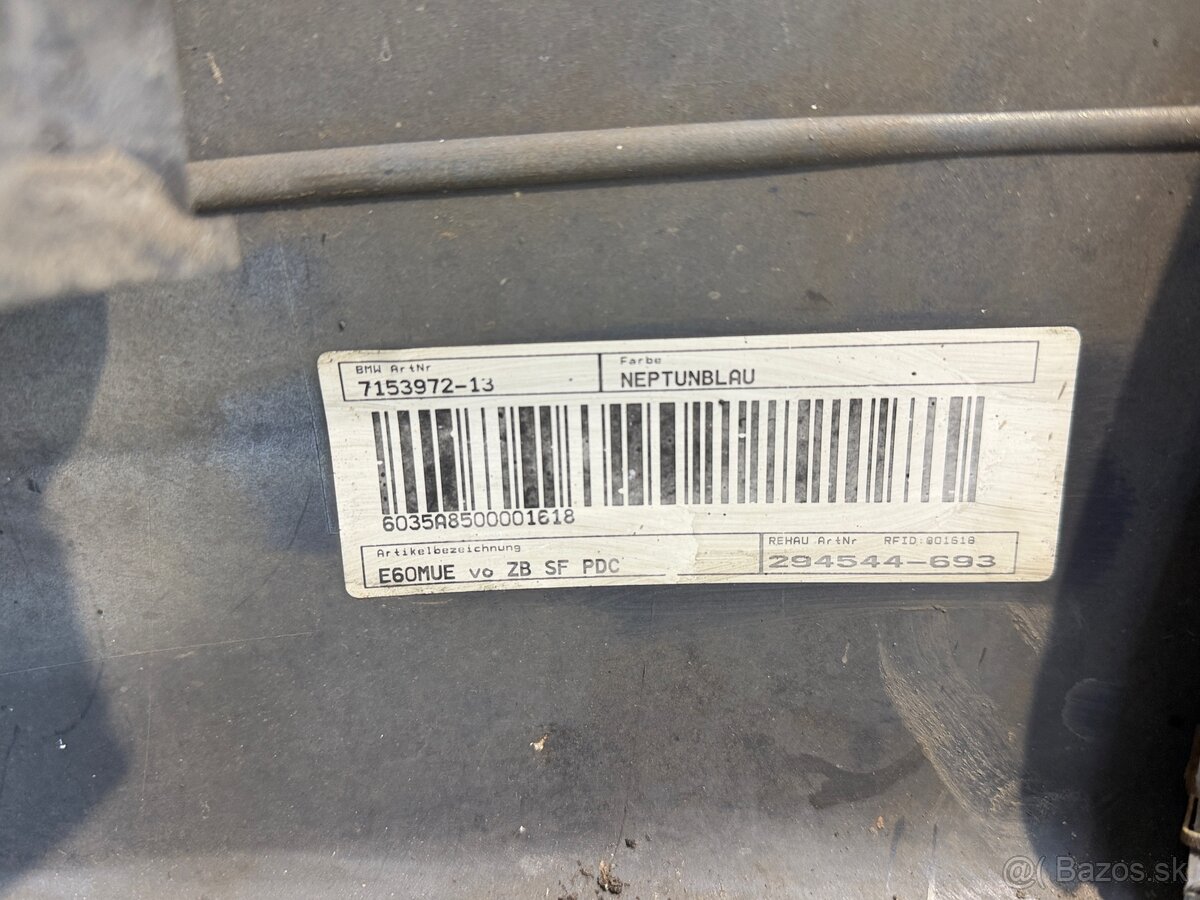 BMW ArtNr
7153972-13
Farbe
NEPTUNBLAU
6035A8500001618
Artikelbezeichnung
E60MUE vo ZB SF PDC
REHAU ArtNr RFID:001618
294544-693
@( Bazos.sk